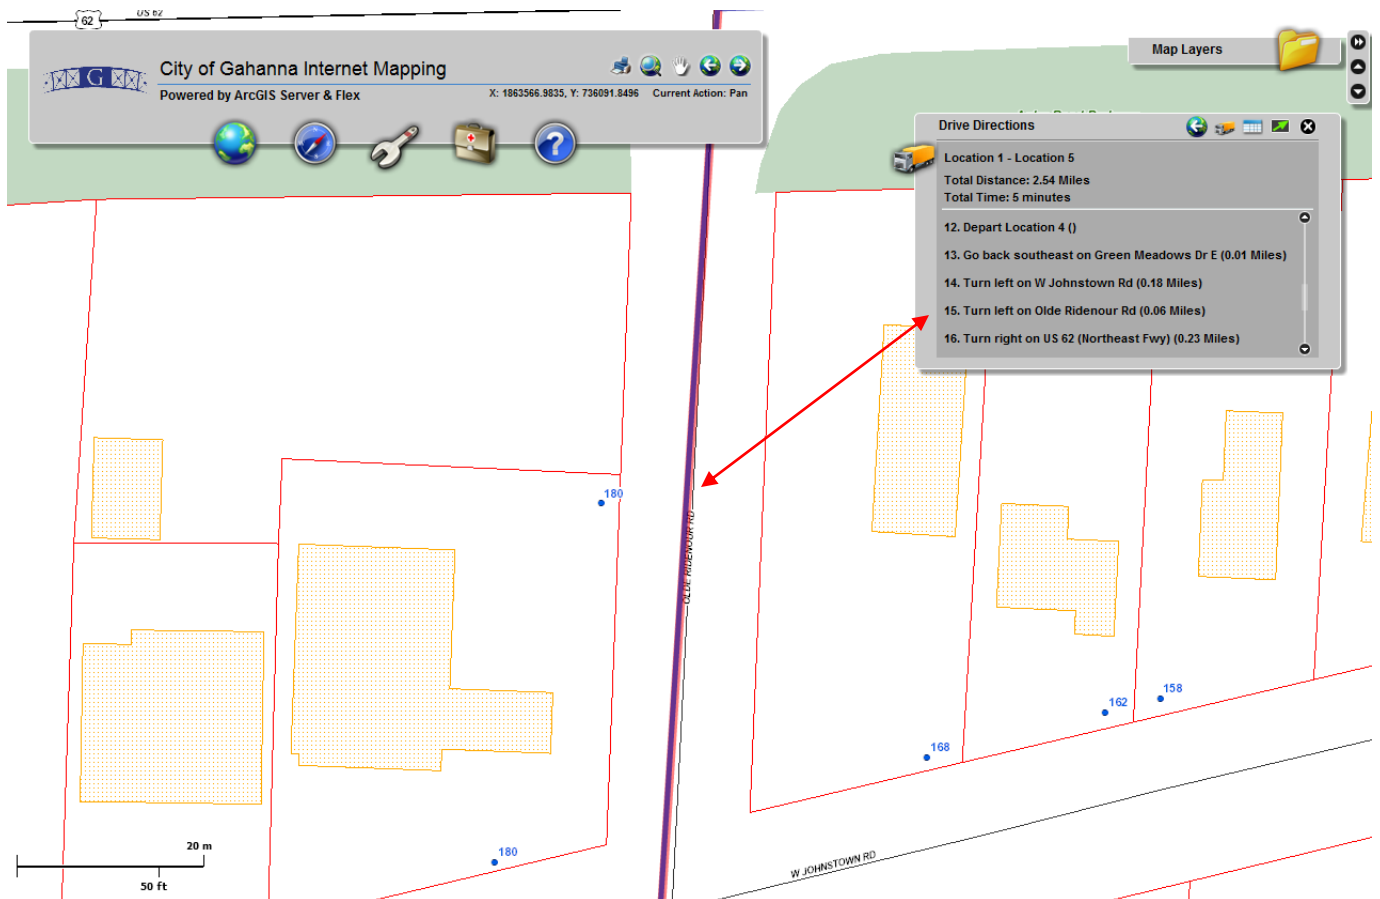 US 62
62
City of Gahanna Internet Mapping
Powered by ArcGIS Server & Flex
X: 1863566.9835, Y: 736091.8496 Current Action: Pan
G
?
Map Layers
Drive Directions
Location 1 - Location 5
Total Distance: 2.54 Miles
Total Time: 5 minutes
12. Depart Location 4 ()
13. Go back southeast on Green Meadows Dr E (0.01 Miles)
14. Turn left on W Johnstown Rd (0.18 Miles)
15. Turn left on Olde Ridenour Rd (0.06 Miles)
16. Turn right on US 62 (Northeast Fwy) (0.23 Miles)
180
OLDE RIDENOUR RD
158
162
168
180
W JOHNSTOWN RD
20 m
50 ft